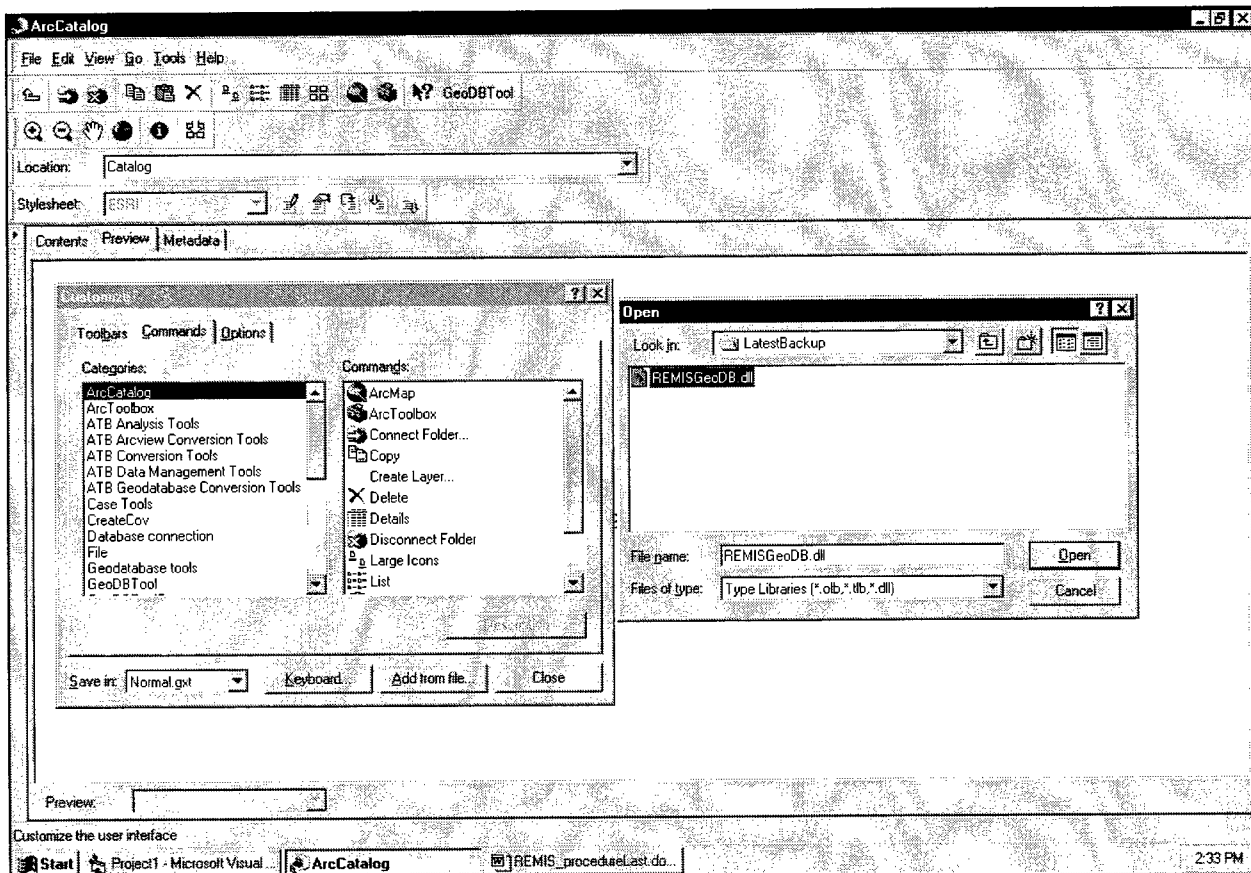 ArcCatalog
File Edit View Go Tools Help
GeoDBTool
Location: Catalog
Stylesheet: ESRI
Contents Preview Metadata
Customize
Toolbars Commands Options
Categories:
ArcCatalog
ArcToolbox
ATB Analysis Tools
ATB Arcview Conversion Tools
ATB Conversion Tools
ATB Data Management Tools
ATB Geodatabase Conversion Tools
Case Tools
CreateCov
Database connection
File
Geodatabase tools
GeoDBTool
Commands:
ArcMap
ArcToolbox
Connect Folder...
Copy
Create Layer...
Delete
Details
Disconnect Folder
Large Icons
List
Save in: Normal.gxt
Keyboard... Add from file... Close
Open
Look in: LatestBackup
REMISGeoDB.dll
File name: REMISGeoDB.dll
Open
Files of type: Type Libraries (*.olb,*.tlb,*.dll)
Cancel
Preview:
Customize the user interface
Start Project1 - Microsoft Visual ... ArcCatalog REMIS_procedureLast.do... 2:33 PM